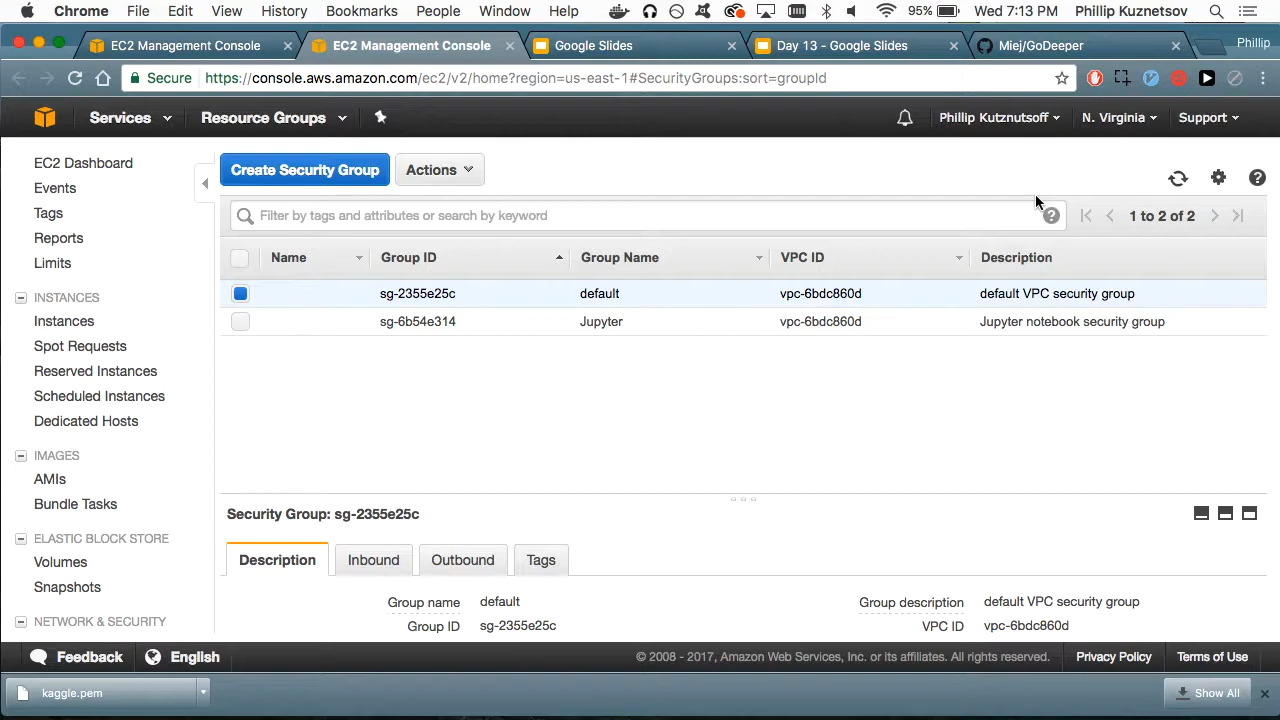 Chrome File Edit View History Bookmarks People Window Help 95% Wed 7:13 PM Phillip Kuznetsov
EC2 Management Console EC2 Management Console Google Slides Day 13 - Google Slides Miej/GoDeeper Phillip
Secure https://console.aws.amazon.com/ec2/v2/home?region=us-east-1#SecurityGroups:sort=groupId
Services Resource Groups Phillip Kutznutsoff N. Virginia Support
EC2 Dashboard
Events
Tags
Reports
Limits
INSTANCES
Instances
Spot Requests
Reserved Instances
Scheduled Instances
Dedicated Hosts
IMAGES
AMIs
Bundle Tasks
ELASTIC BLOCK STORE
Volumes
Snapshots
NETWORK & SECURITY
Create Security Group Actions
Filter by tags and attributes or search by keyword 1 to 2 of 2
Name Group ID Group Name VPC ID Description
sg-2355e25c default vpc-6bdc860d default VPC security group
sg-6b54e314 Jupyter vpc-6bdc860d Jupyter notebook security group
Security Group: sg-2355e25c
Description Inbound Outbound Tags
Group name default Group description default VPC security group
Group ID sg-2355e25c VPC ID vpc-6bdc860d
Feedback English © 2008 - 2017, Amazon Web Services, Inc. or its affiliates. All rights reserved. Privacy Policy Terms of Use
kaggle.pem Show All